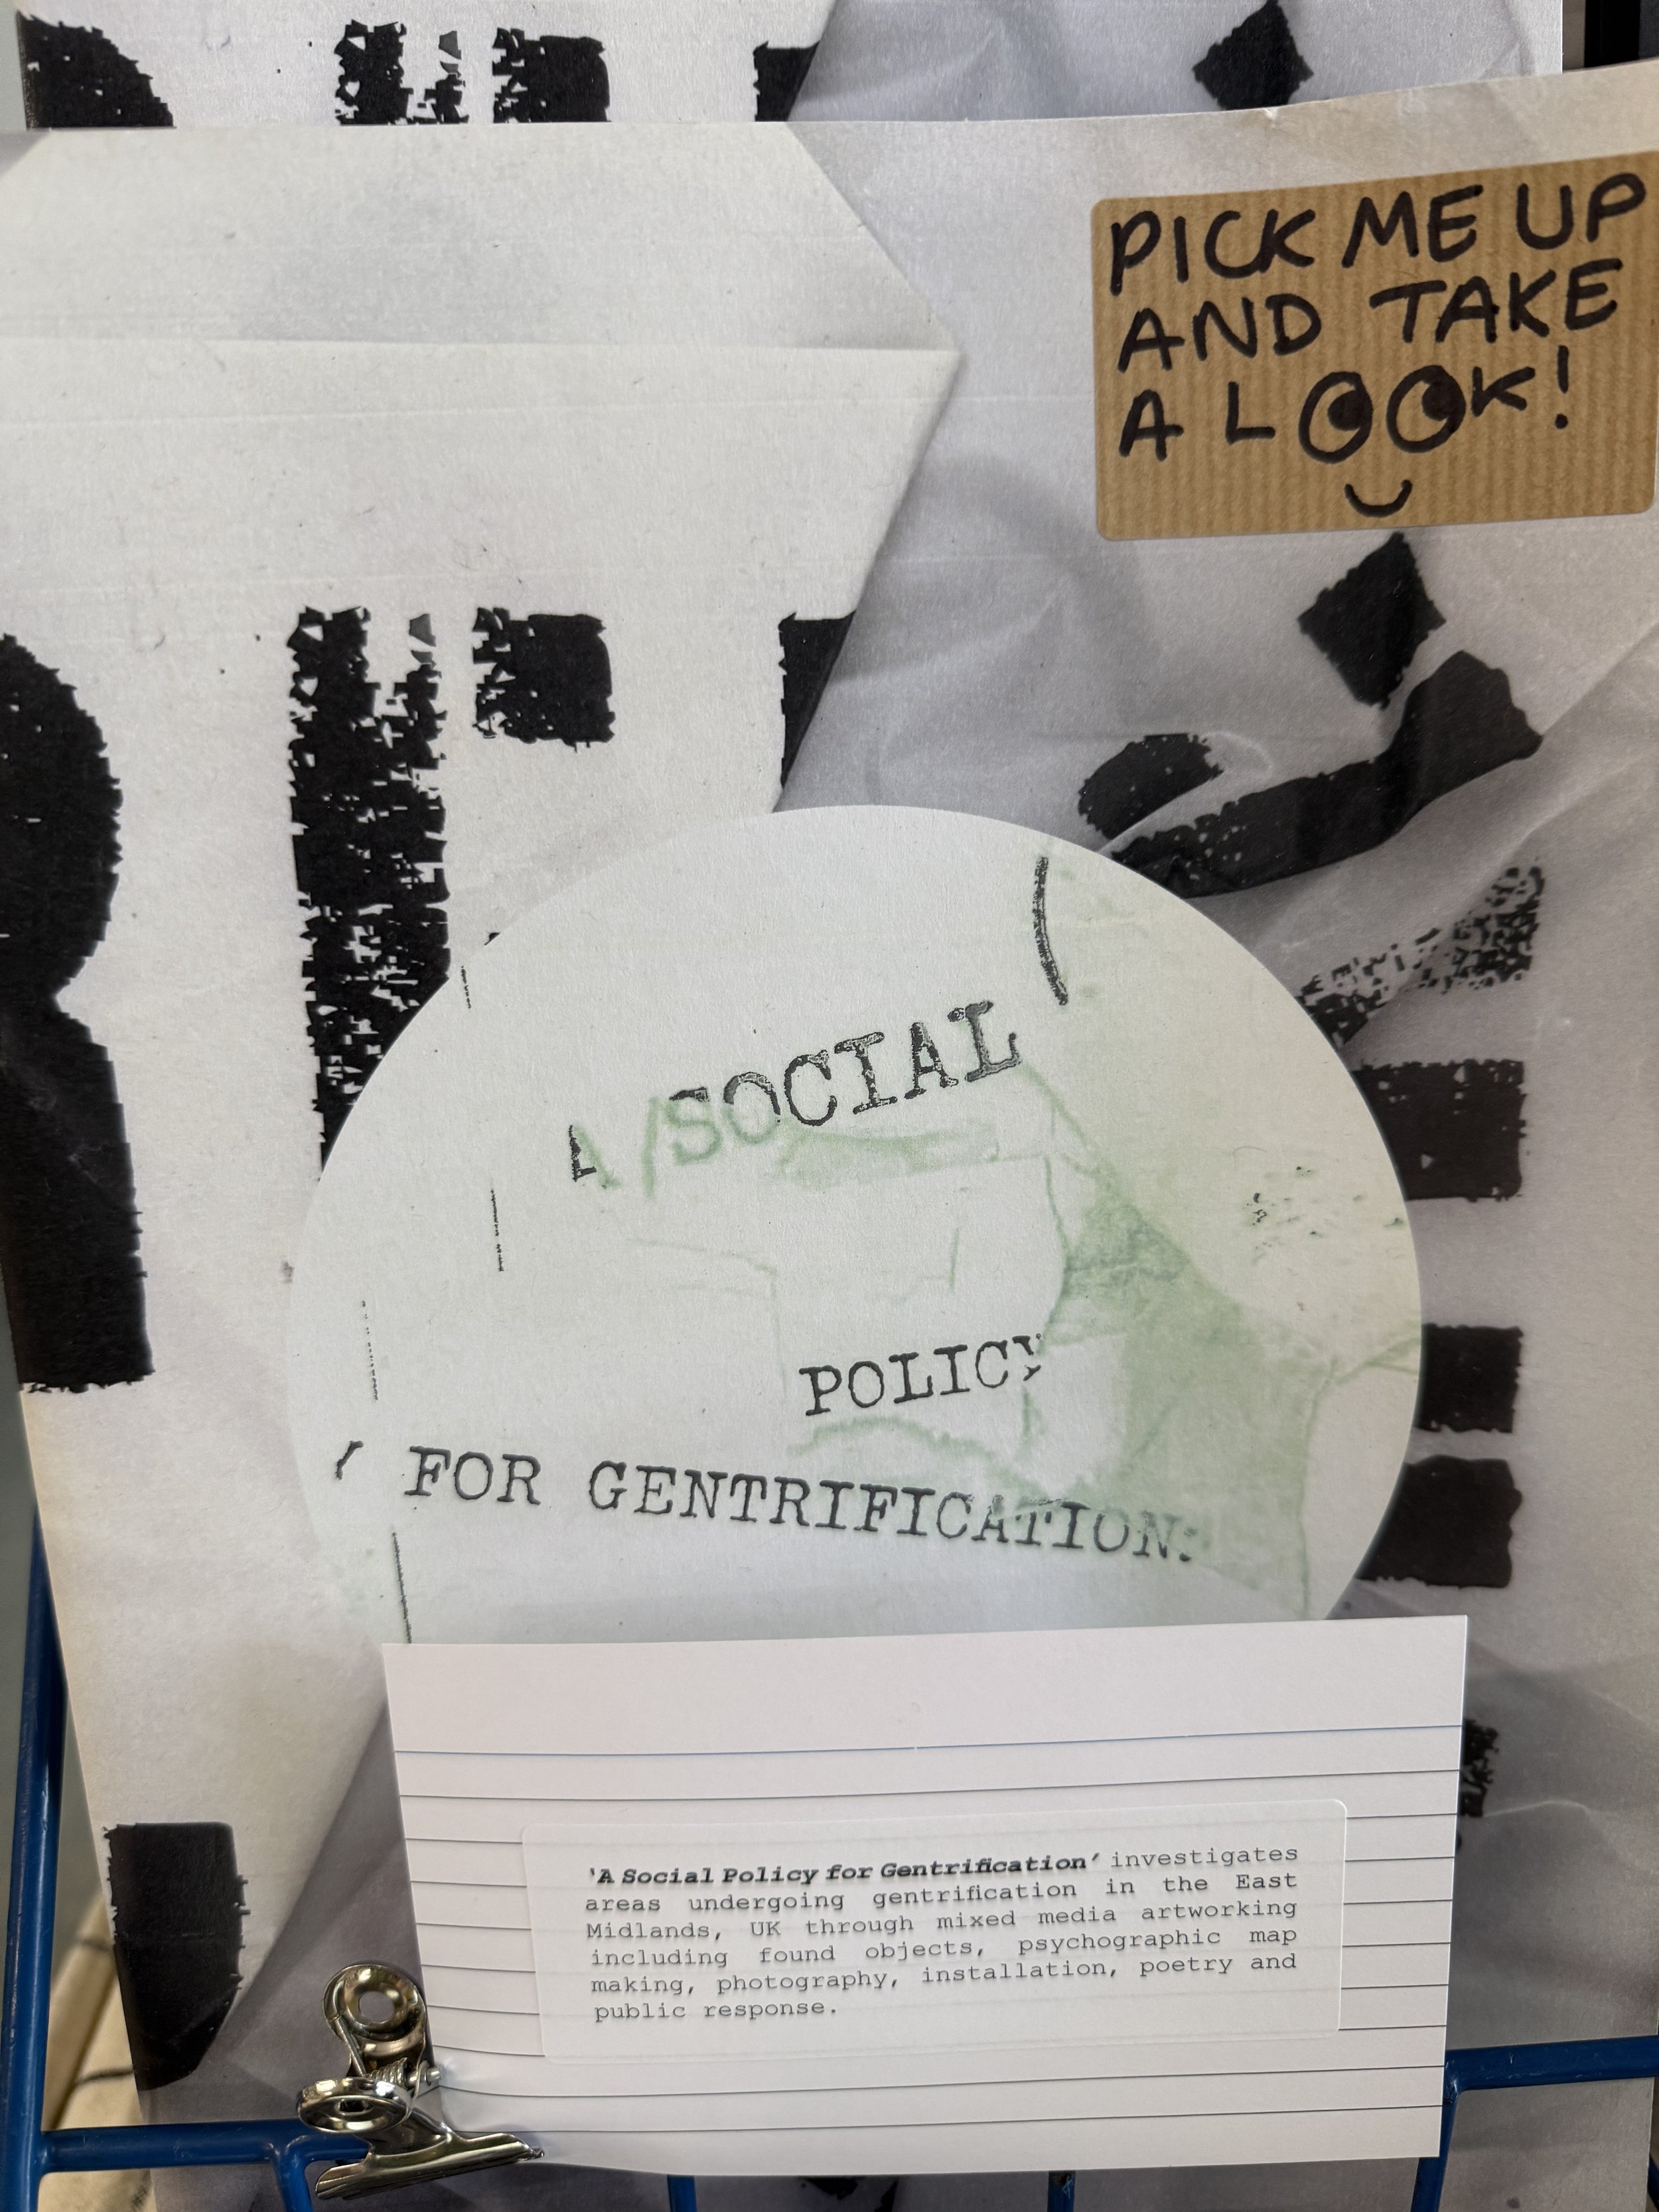 PICK ME UP
AND TAKE
A LOOK!
A SOCIAL
A/SO
POLICY
FOR GENTRIFICATION:
'A Social Policy for Gentrification' investigates
areas undergoing gentrification in the East
Midlands, UK through mixed media artworking
including found objects, psychographic map
making, photography, installation, poetry and
public response.